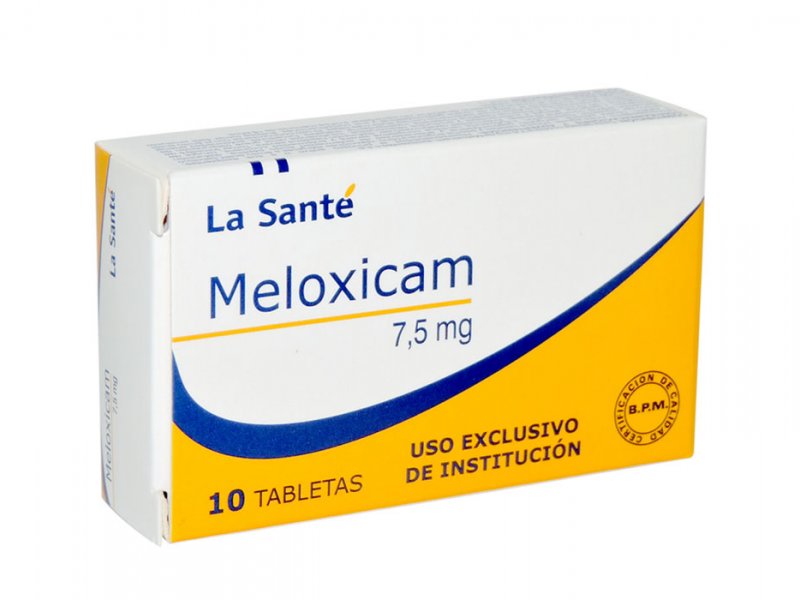 La Santé
Meloxicam
7,5 mg
10 TABLETAS
USO EXCLUSIVO
DE INSTITUCIÓN
CERTIFICACIÓN DE CALIDAD
B.P.M.
La Santé
Meloxicam
7,5 mg